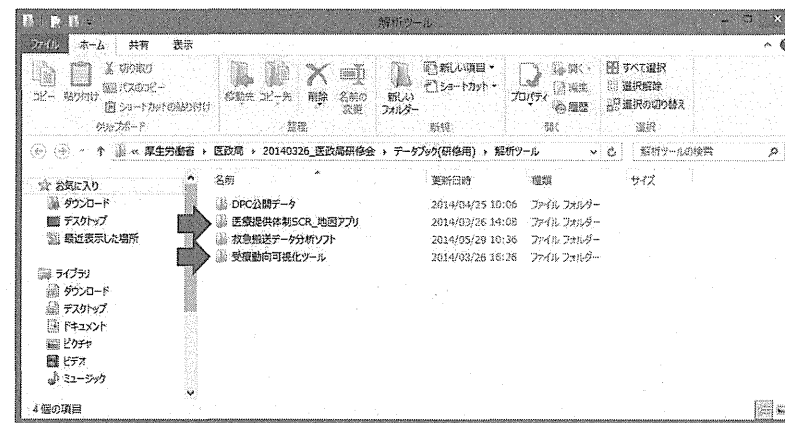 解析ツール
ファイル ホーム 共有 表示
コピー 貼り付け 切り取り パスのコピー ショートカットの貼り付け
移動先 コピー先 削除 名前の変更
新しいフォルダー 新しい項目 ショートカット
プロパティ 開く 編集 履歴
すべて選択 選択解除 選択の切り替え
クリップボード 整理 新規 開く 選択
« 厚生労働省 › 医政局 › 20140326_医政局研修会 › データブック(研修用) › 解析ツール 解析ツールの検索
お気に入り
ダウンロード
デスクトップ
最近表示した場所
ライブラリ
ダウンロード
デスクトップ
ドキュメント
ピクチャ
ビデオ
ミュージック
名前 更新日時 種類 サイズ
DPC公開データ 2014/04/25 10:06 ファイル フォルダー
医療提供体制SCR_地図アプリ 2014/03/26 14:08 ファイル フォルダー
救急搬送データ分析ソフト 2014/05/29 10:36 ファイル フォルダー
受療動向可視化ツール 2014/03/26 16:26 ファイル フォルダー
4 個の項目